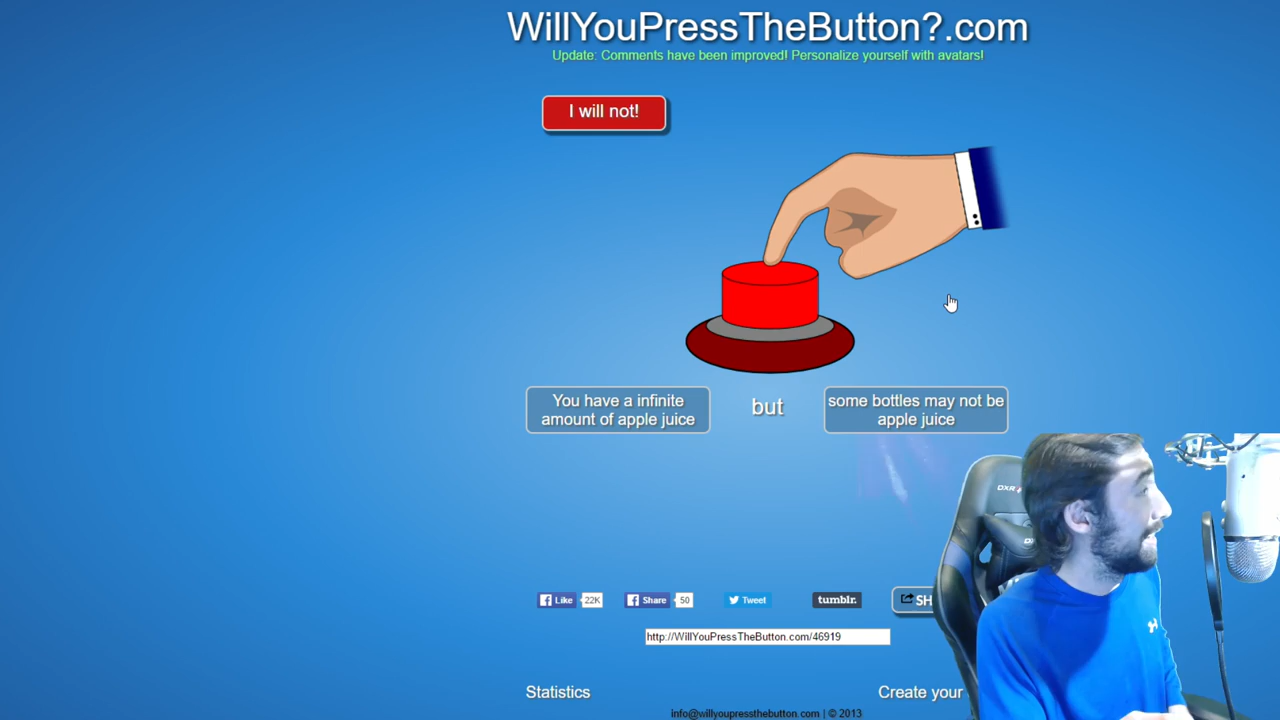 WillYouPressTheButton?.com
Update: Comments have been improved! Personalize yourself with avatars!
I will not!
You have a infinite
amount of apple juice
but
some bottles may not be
apple juice
Like 22K
Share 50
Tweet
tumblr.
SH
http://WillYouPressTheButton.com/46919
Statistics
Create your
info@willyoupressthebutton.com | © 2013
DXR